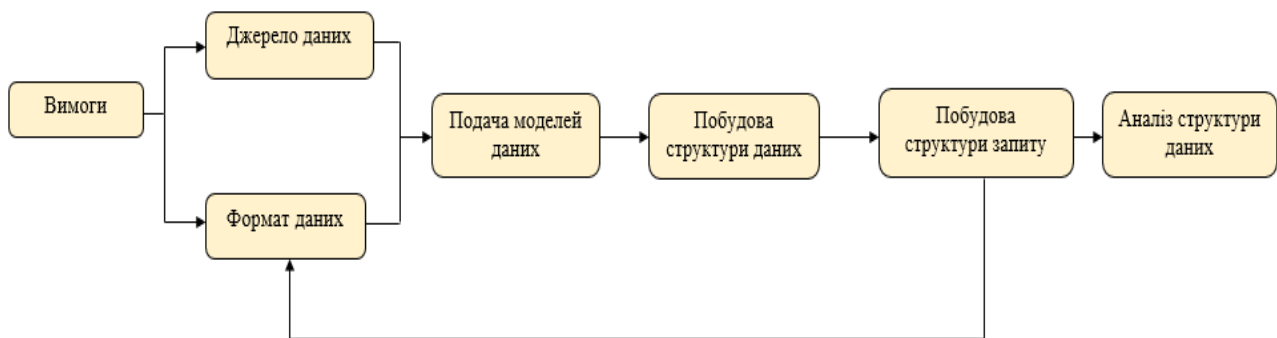 Вимоги
Джерело даних
Формат даних
Подача моделей
даних
Побудова
структури даних
Побудова
структури запиту
Аналіз структури
даних